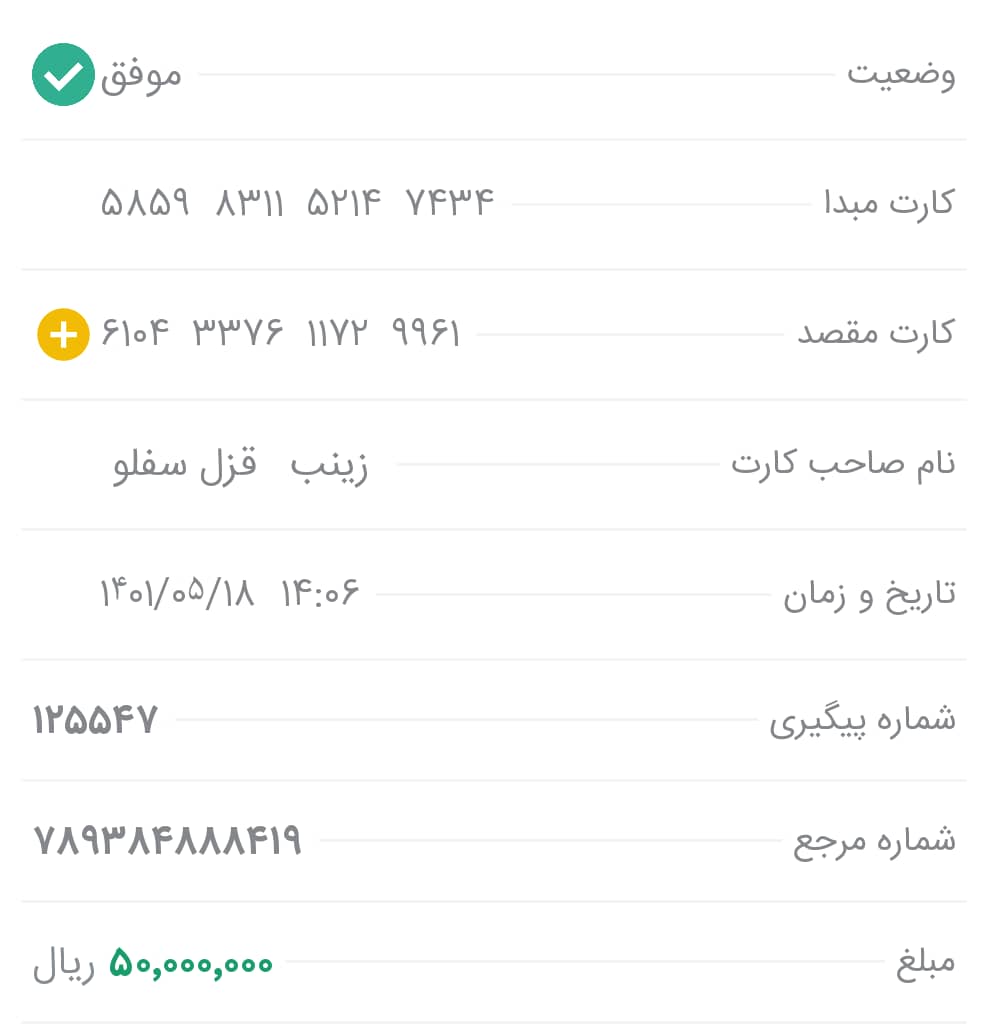 وضعیت موفق
کارت مبدا ۵۸۵۹ ۸۳۱۱ ۵۲۱۴ ۷۴۳۴
کارت مقصد ۶۱۰۴ ۳۳۷۶ ۱۱۷۲ ۹۹۶۱
نام صاحب کارت زینب قزل سفلو
تاریخ و زمان ۱۴۰۱/۰۵/۱۸ ۱۴:۰۶
شماره پیگیری ۱۲۵۵۴۷
شماره مرجع ۷۸۹۳۸۴۸۸۸۴۱۹
مبلغ ۵۰,۰۰۰,۰۰۰ ریال